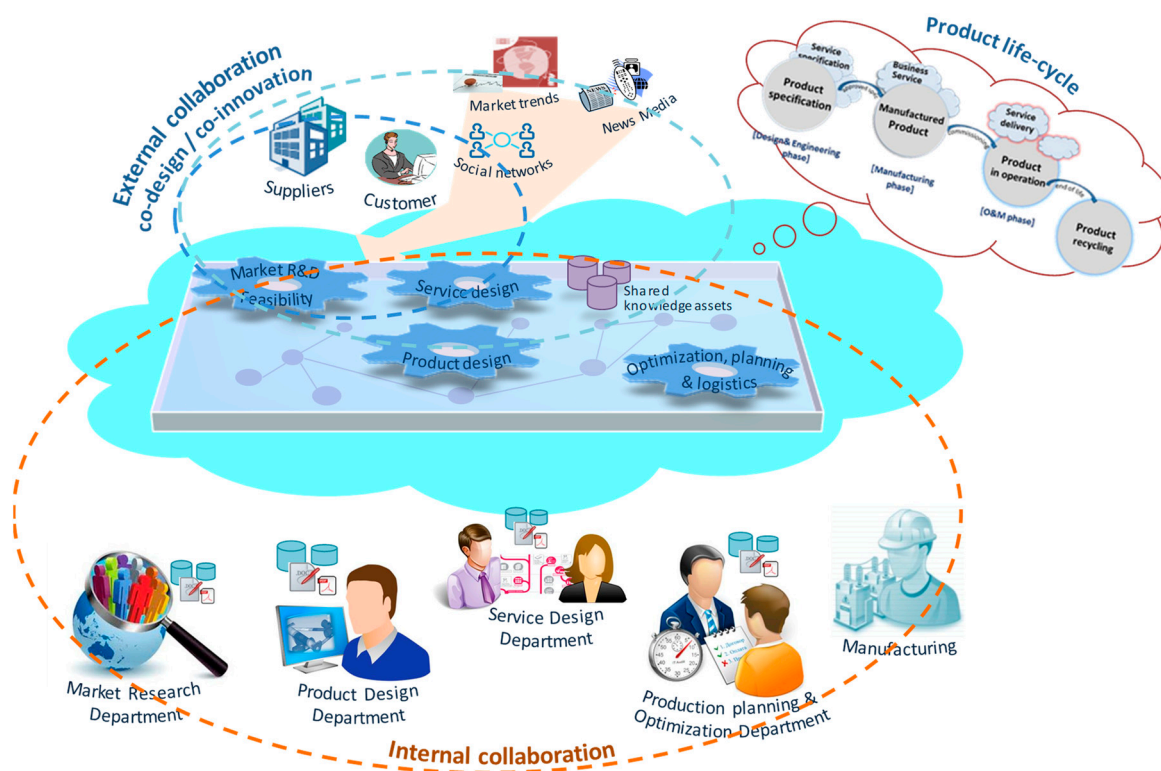 External collaboration
co-design / co-innovation
Market trends
NEWS
News Media
Social networks
Suppliers
Customer
Product life-cycle
Service
specification
Product
specification
Business
Service
Manufactured
Product
Service
delivery
Product
in operation
end of life
Product
recycling
[Design& Engineering
phase]
[Manufacturing
phase]
[O&M phase]
Market R&D
Feasibility
Service design
Shared
knowledge assets
Product design
Optimization, planning
& logistics
Market Research
Department
Product Design
Department
Service Design
Department
Production planning &
Optimization Department
Manufacturing
Internal collaboration